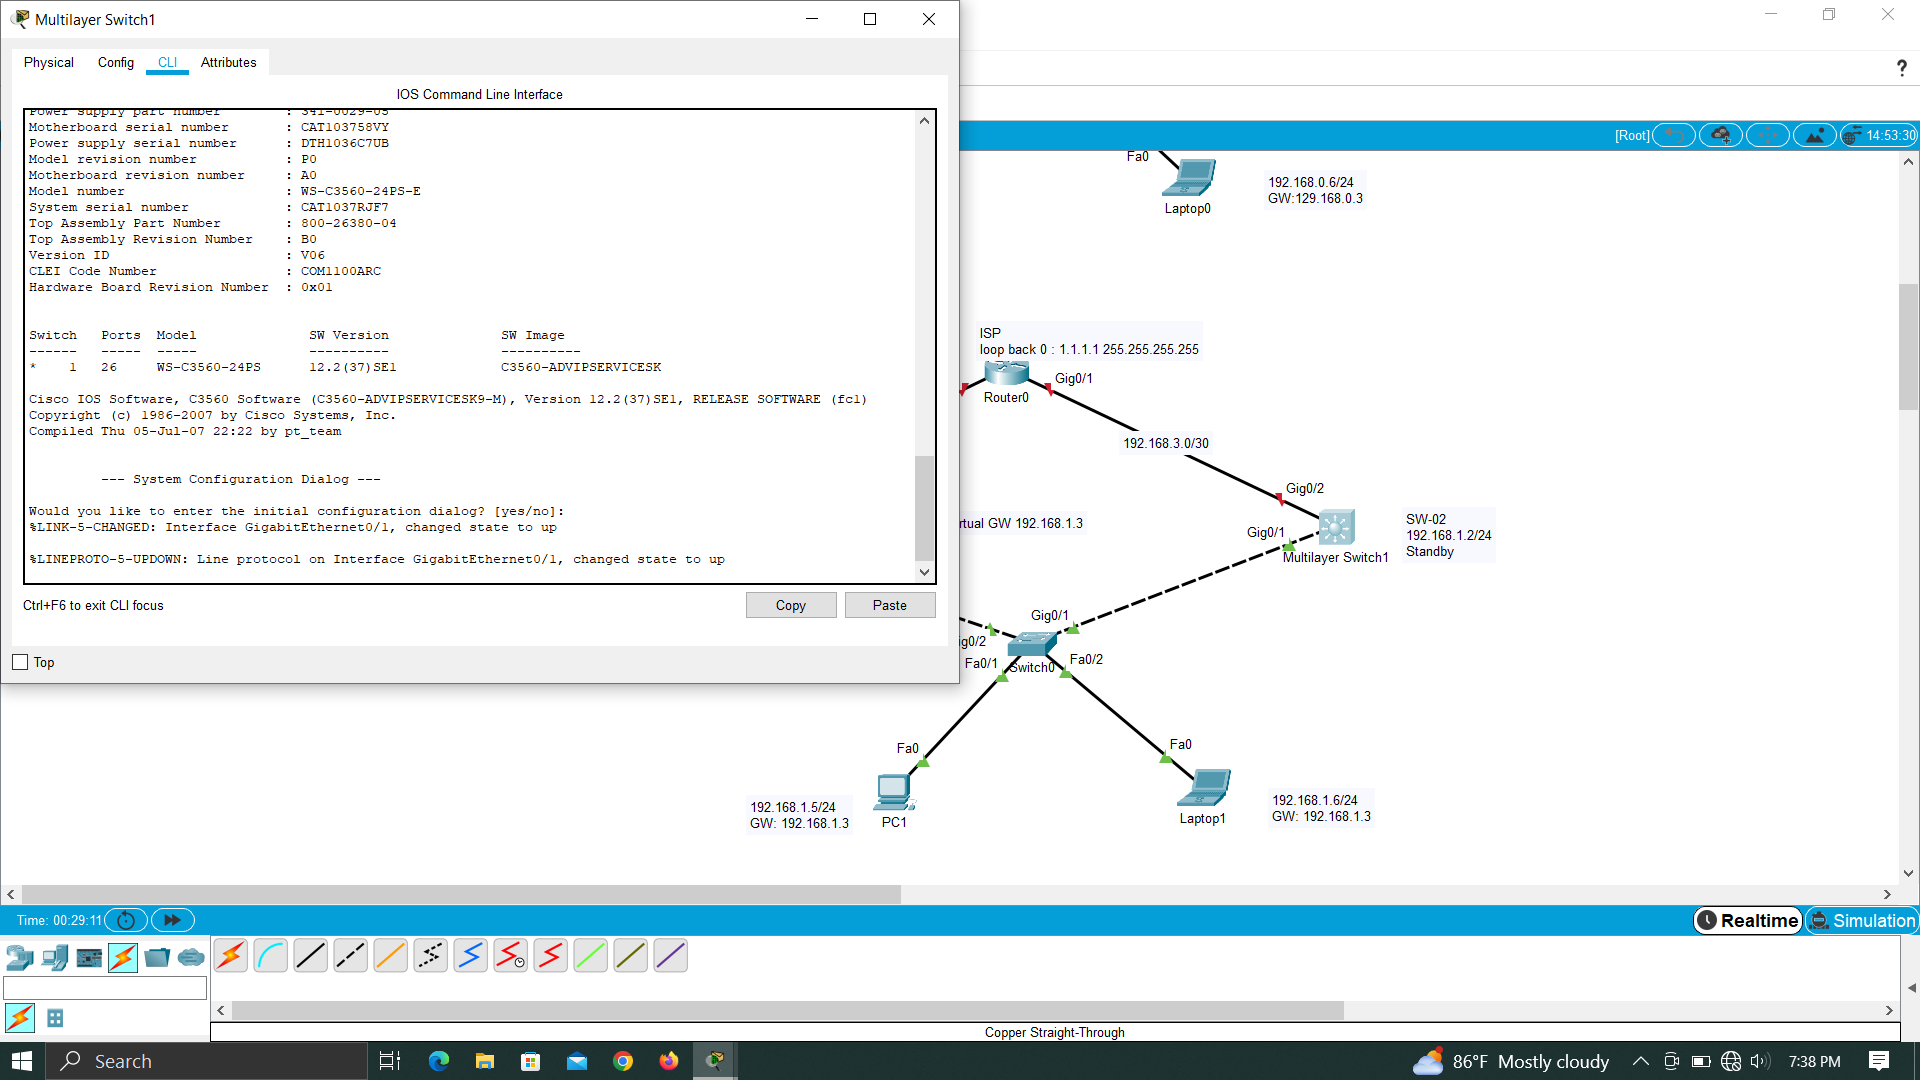 Multilayer Switch1
Physical Config CLI Attributes
IOS Command Line Interface
Power supply part number : 341-0029-05
Motherboard serial number : CAT103758VY
Power supply serial number : DTH1036C7UB
Model revision number : P0
Motherboard revision number : A0
Model number : WS-C3560-24PS-E
System serial number : CAT1037RJF7
Top Assembly Part Number : 800-26380-04
Top Assembly Revision Number : B0
Version ID : V06
CLEI Code Number : COM1100ARC
Hardware Board Revision Number : 0x01
Switch Ports Model SW Version SW Image
------ ----- ----- ---------- ----------
* 1 26 WS-C3560-24PS 12.2(37)SE1 C3560-ADVIPSERVICESK
Cisco IOS Software, C3560 Software (C3560-ADVIPSERVICESK9-M), Version 12.2(37)SE1, RELEASE SOFTWARE (fc1)
Copyright (c) 1986-2007 by Cisco Systems, Inc.
Compiled Thu 05-Jul-07 22:22 by pt_team
--- System Configuration Dialog ---
Would you like to enter the initial configuration dialog? [yes/no]:
%LINK-5-CHANGED: Interface GigabitEthernet0/1, changed state to up
%LINEPROTO-5-UPDOWN: Line protocol on Interface GigabitEthernet0/1, changed state to up
Ctrl+F6 to exit CLI focus
Copy
Paste
Top
?
[Root]
14:53:30
Fa0
Laptop0
192.168.0.6/24
GW:129.168.0.3
ISP
loop back 0 : 1.1.1.1 255.255.255.255
Gig0/1
Router0
192.168.3.0/30
Gig0/2
Gig0/1
Multilayer Switch1
SW-02
192.168.1.2/24
Standby
rtual GW 192.168.1.3
Gig0/1
ig0/2
Fa0/1
Switch0
Fa0/2
Fa0
PC1
192.168.1.5/24
GW: 192.168.1.3
Fa0
Laptop1
192.168.1.6/24
GW: 192.168.1.3
Time: 00:29:11
Realtime
Simulation
Copper Straight-Through
Search
86°F Mostly cloudy
7:38 PM